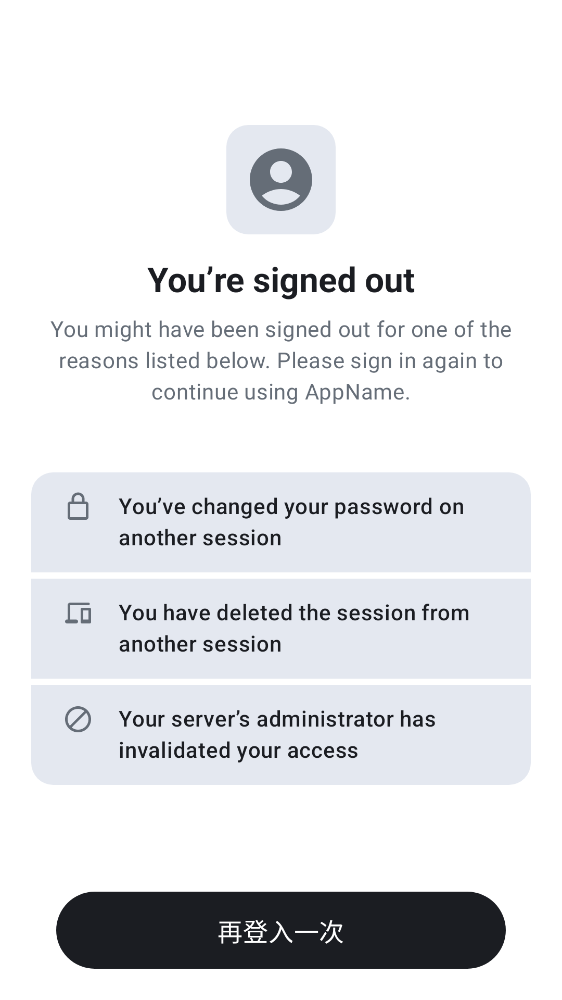 You’re signed out
You might have been signed out for one of the
reasons listed below. Please sign in again to
continue using AppName.
You’ve changed your password on
another session
You have deleted the session from
another session
Your server’s administrator has
invalidated your access
再登入一次